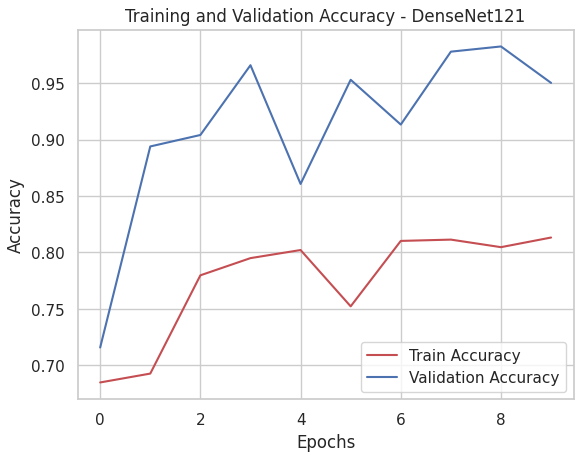 Training and Validation Accuracy - DenseNet121
Accuracy
0.95
0.90
0.85
0.80
0.75
0.70
0
2
4
6
8
Epochs
Train Accuracy
Validation Accuracy